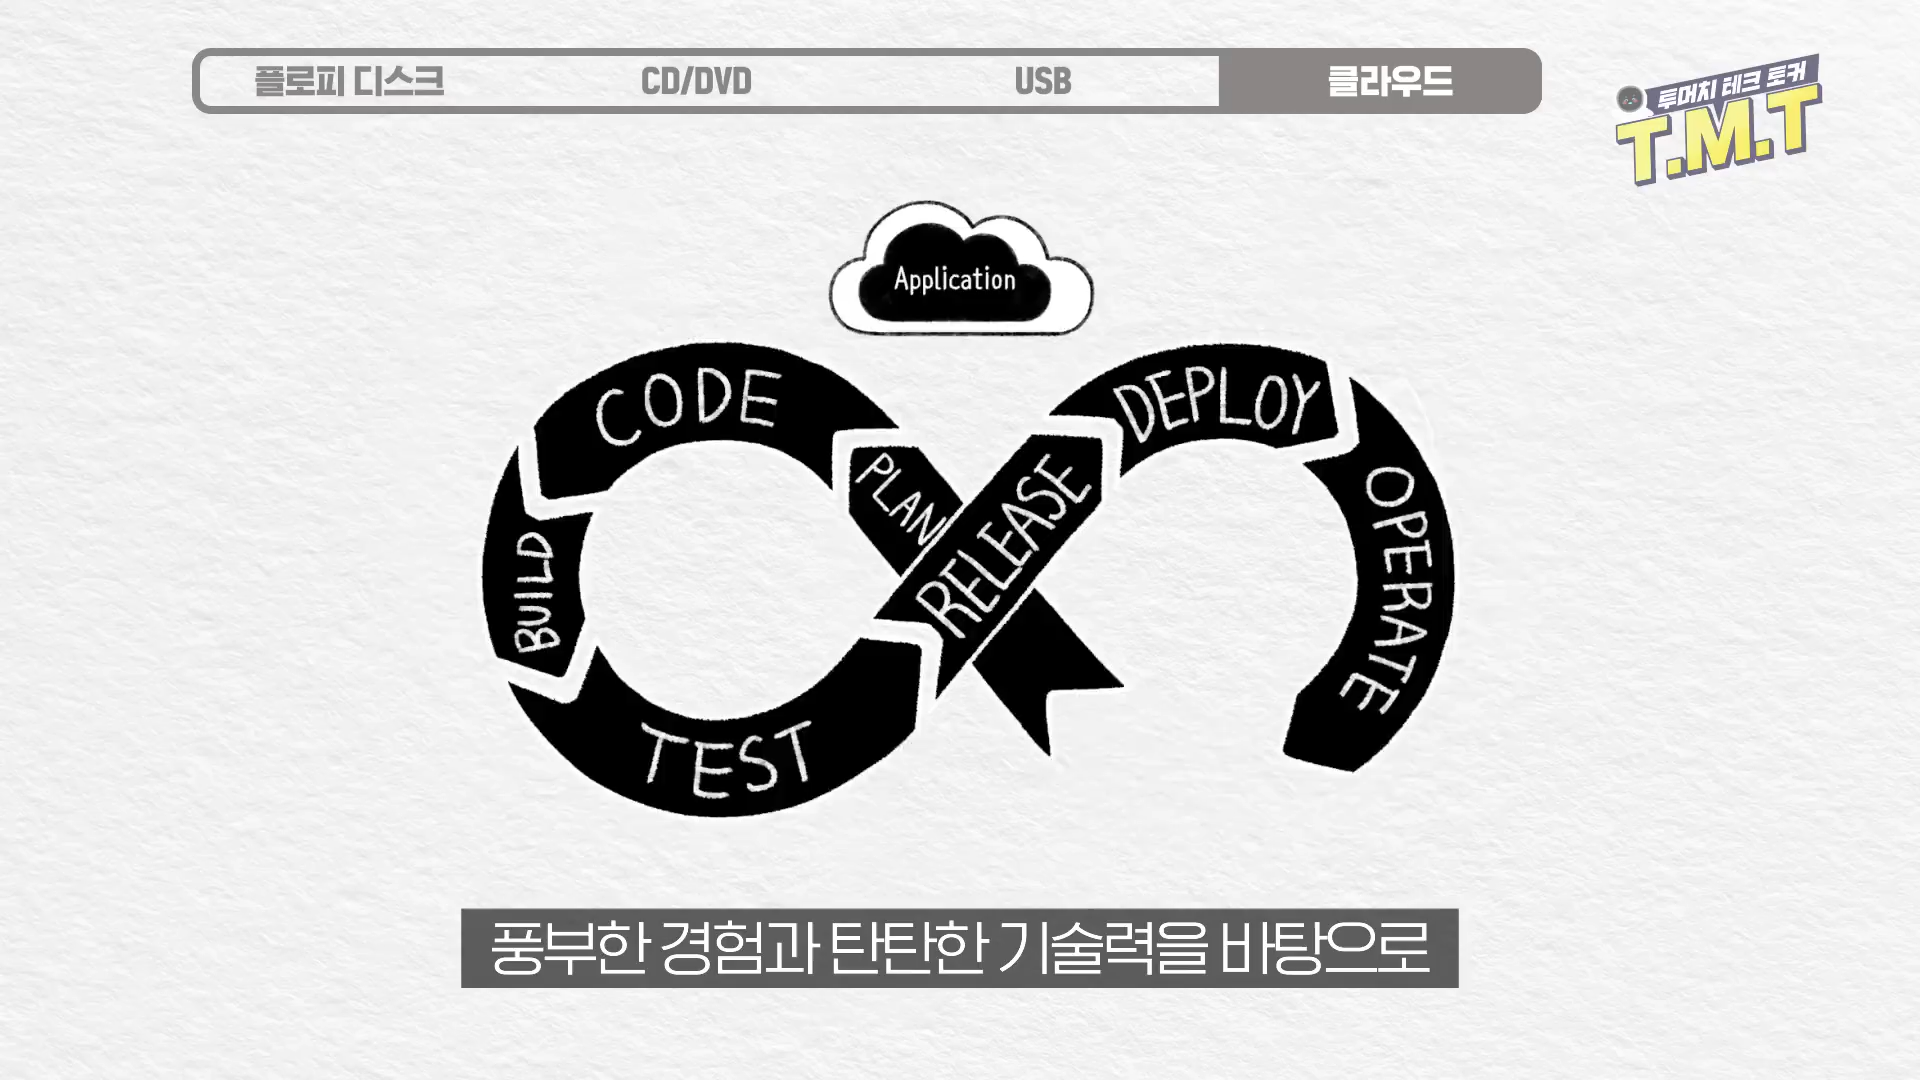 플로피 디스크
CD/DVD
USB
클라우드
투머치 테크 토커
T.M.T
Application
CODE
DEPLOY
PLAN
RELEASE
OPERATE
BUILD
TEST
풍부한 경험과 탄탄한 기술력을 바탕으로